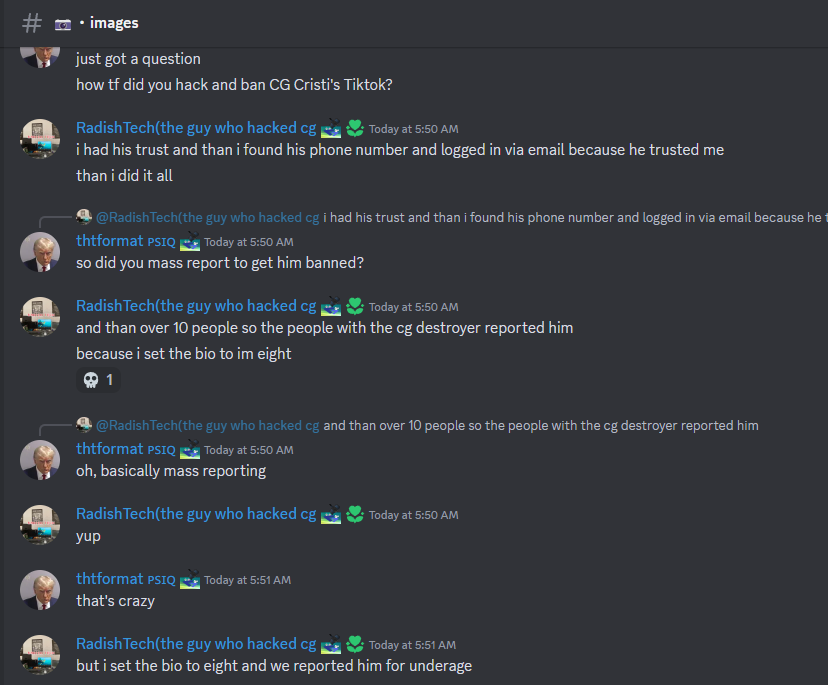 # • images
just got a question
how tf did you hack and ban CG Cristi's Tiktok?
RadishTech(the guy who hacked cg Today at 5:50 AM
i had his trust and than i found his phone number and logged in via email because he trusted me
than i did it all
@RadishTech(the guy who hacked cg i had his trust and than i found his phone number and logged in via email because he t
thtformat PSIQ Today at 5:50 AM
so did you mass report to get him banned?
RadishTech(the guy who hacked cg Today at 5:50 AM
and than over 10 people so the people with the cg destroyer reported him
because i set the bio to im eight
1
@RadishTech(the guy who hacked cg and than over 10 people so the people with the cg destroyer reported him
thtformat PSIQ Today at 5:50 AM
oh, basically mass reporting
RadishTech(the guy who hacked cg Today at 5:50 AM
yup
thtformat PSIQ Today at 5:51 AM
that's crazy
RadishTech(the guy who hacked cg Today at 5:51 AM
but i set the bio to eight and we reported him for underage